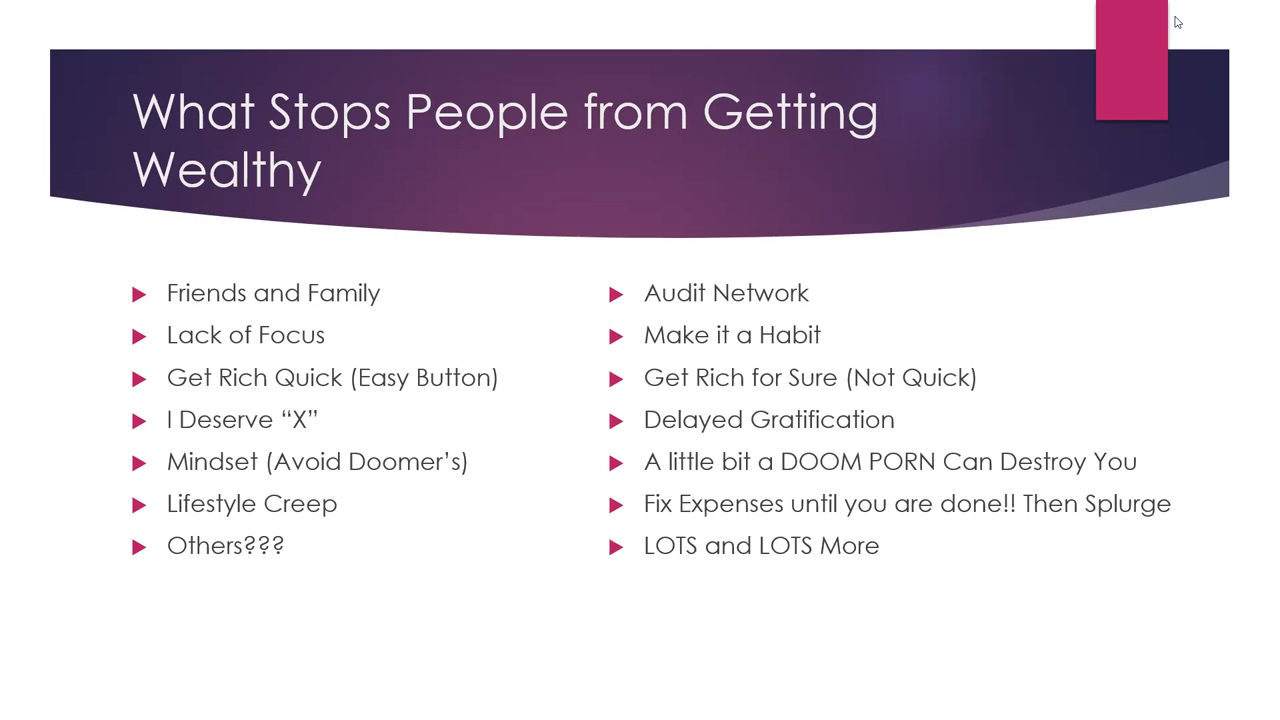 What Stops People from Getting
Wealthy
Friends and Family
Lack of Focus
Get Rich Quick (Easy Button)
I Deserve “X”
Mindset (Avoid Doomer’s)
Lifestyle Creep
Others???
Audit Network
Make it a Habit
Get Rich for Sure (Not Quick)
Delayed Gratification
A little bit a DOOM PORN Can Destroy You
Fix Expenses until you are done!! Then Splurge
LOTS and LOTS More